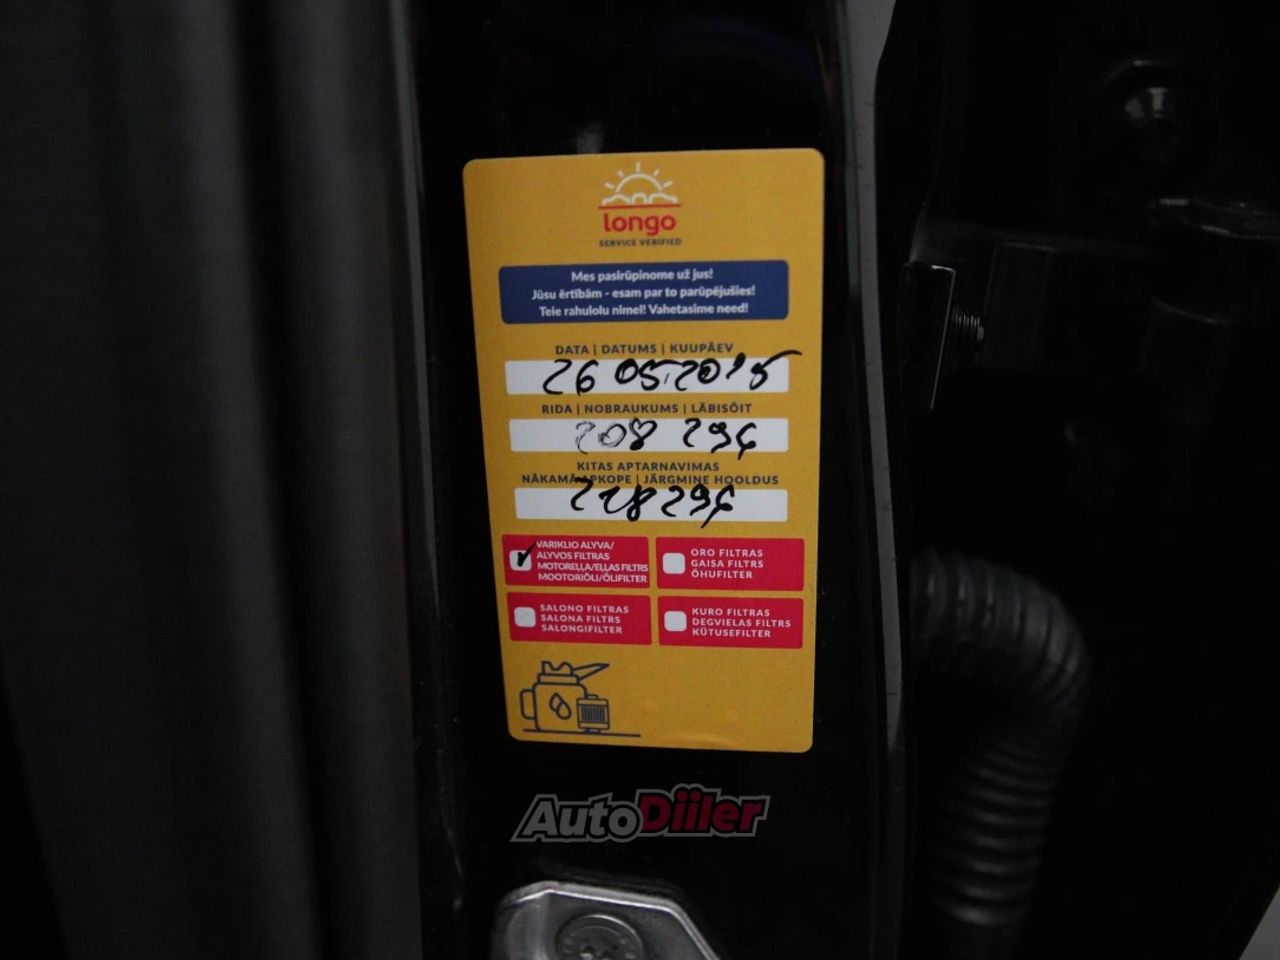 longo
SERVICE VERIFIED
Mes pasirūpinome už jus!
Jūsu ērtībām - esam par to parūpējušies!
Teie rahulolu nimel! Vahetasime need!
DATA | DATUMS | KUUPÄEV
26 05.2015
RIDA | NOBRAUKUMS | LÄBISÕIT
208 296
KITAS APTARNAVIMAS
NĀKAMĀ APKOPE | JÄRGMINE HOOLDUS
228296
VARIKLIO ALYVA/
ALYVOS FILTRAS
MOTOREĻĻA/EĻĻAS FILTRS
MOOTORIÕLI/ÕLIFILTER
ORO FILTRAS
GAISA FILTRS
ÕHUFILTER
SALONO FILTRAS
SALONA FILTRS
SALONGIFILTER
KURO FILTRAS
DEGVIELAS FILTRS
KÜTUSEFILTER
AutoDiiler